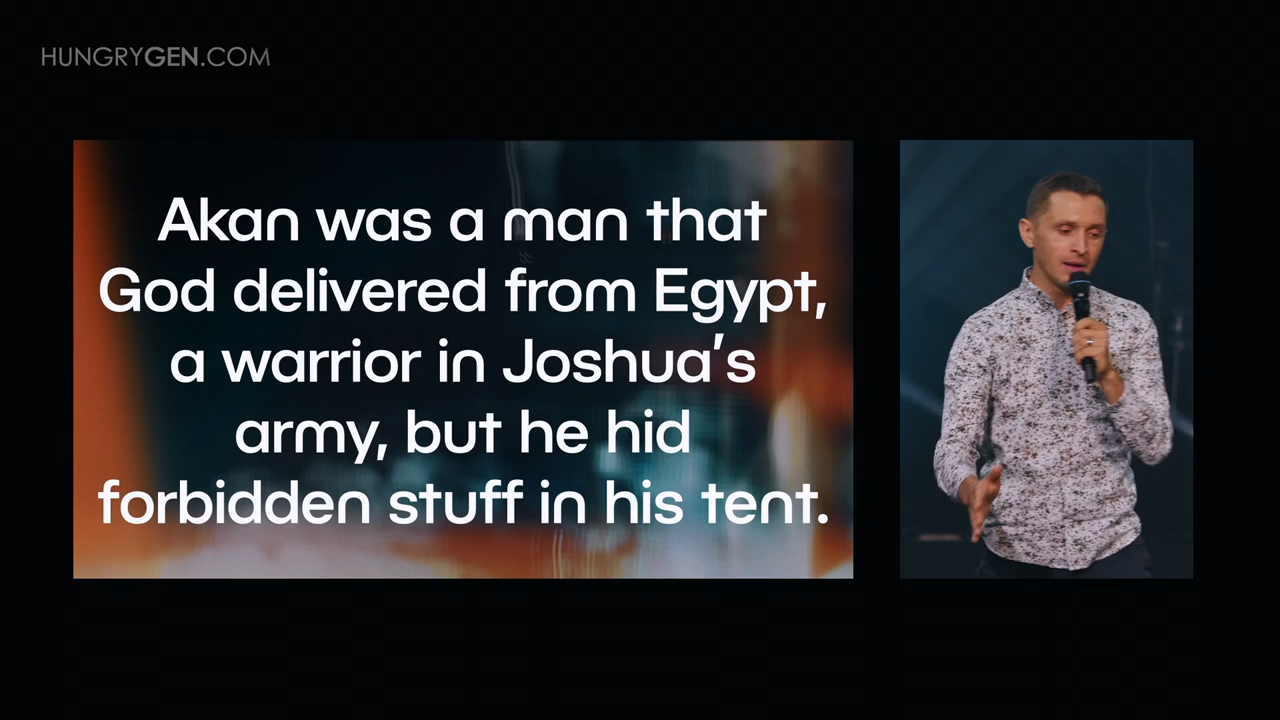 HUNGRYGEN.COM
Akan was a man that
God delivered from Egypt,
a warrior in Joshua's
army, but he hid
forbidden stuff in his tent.